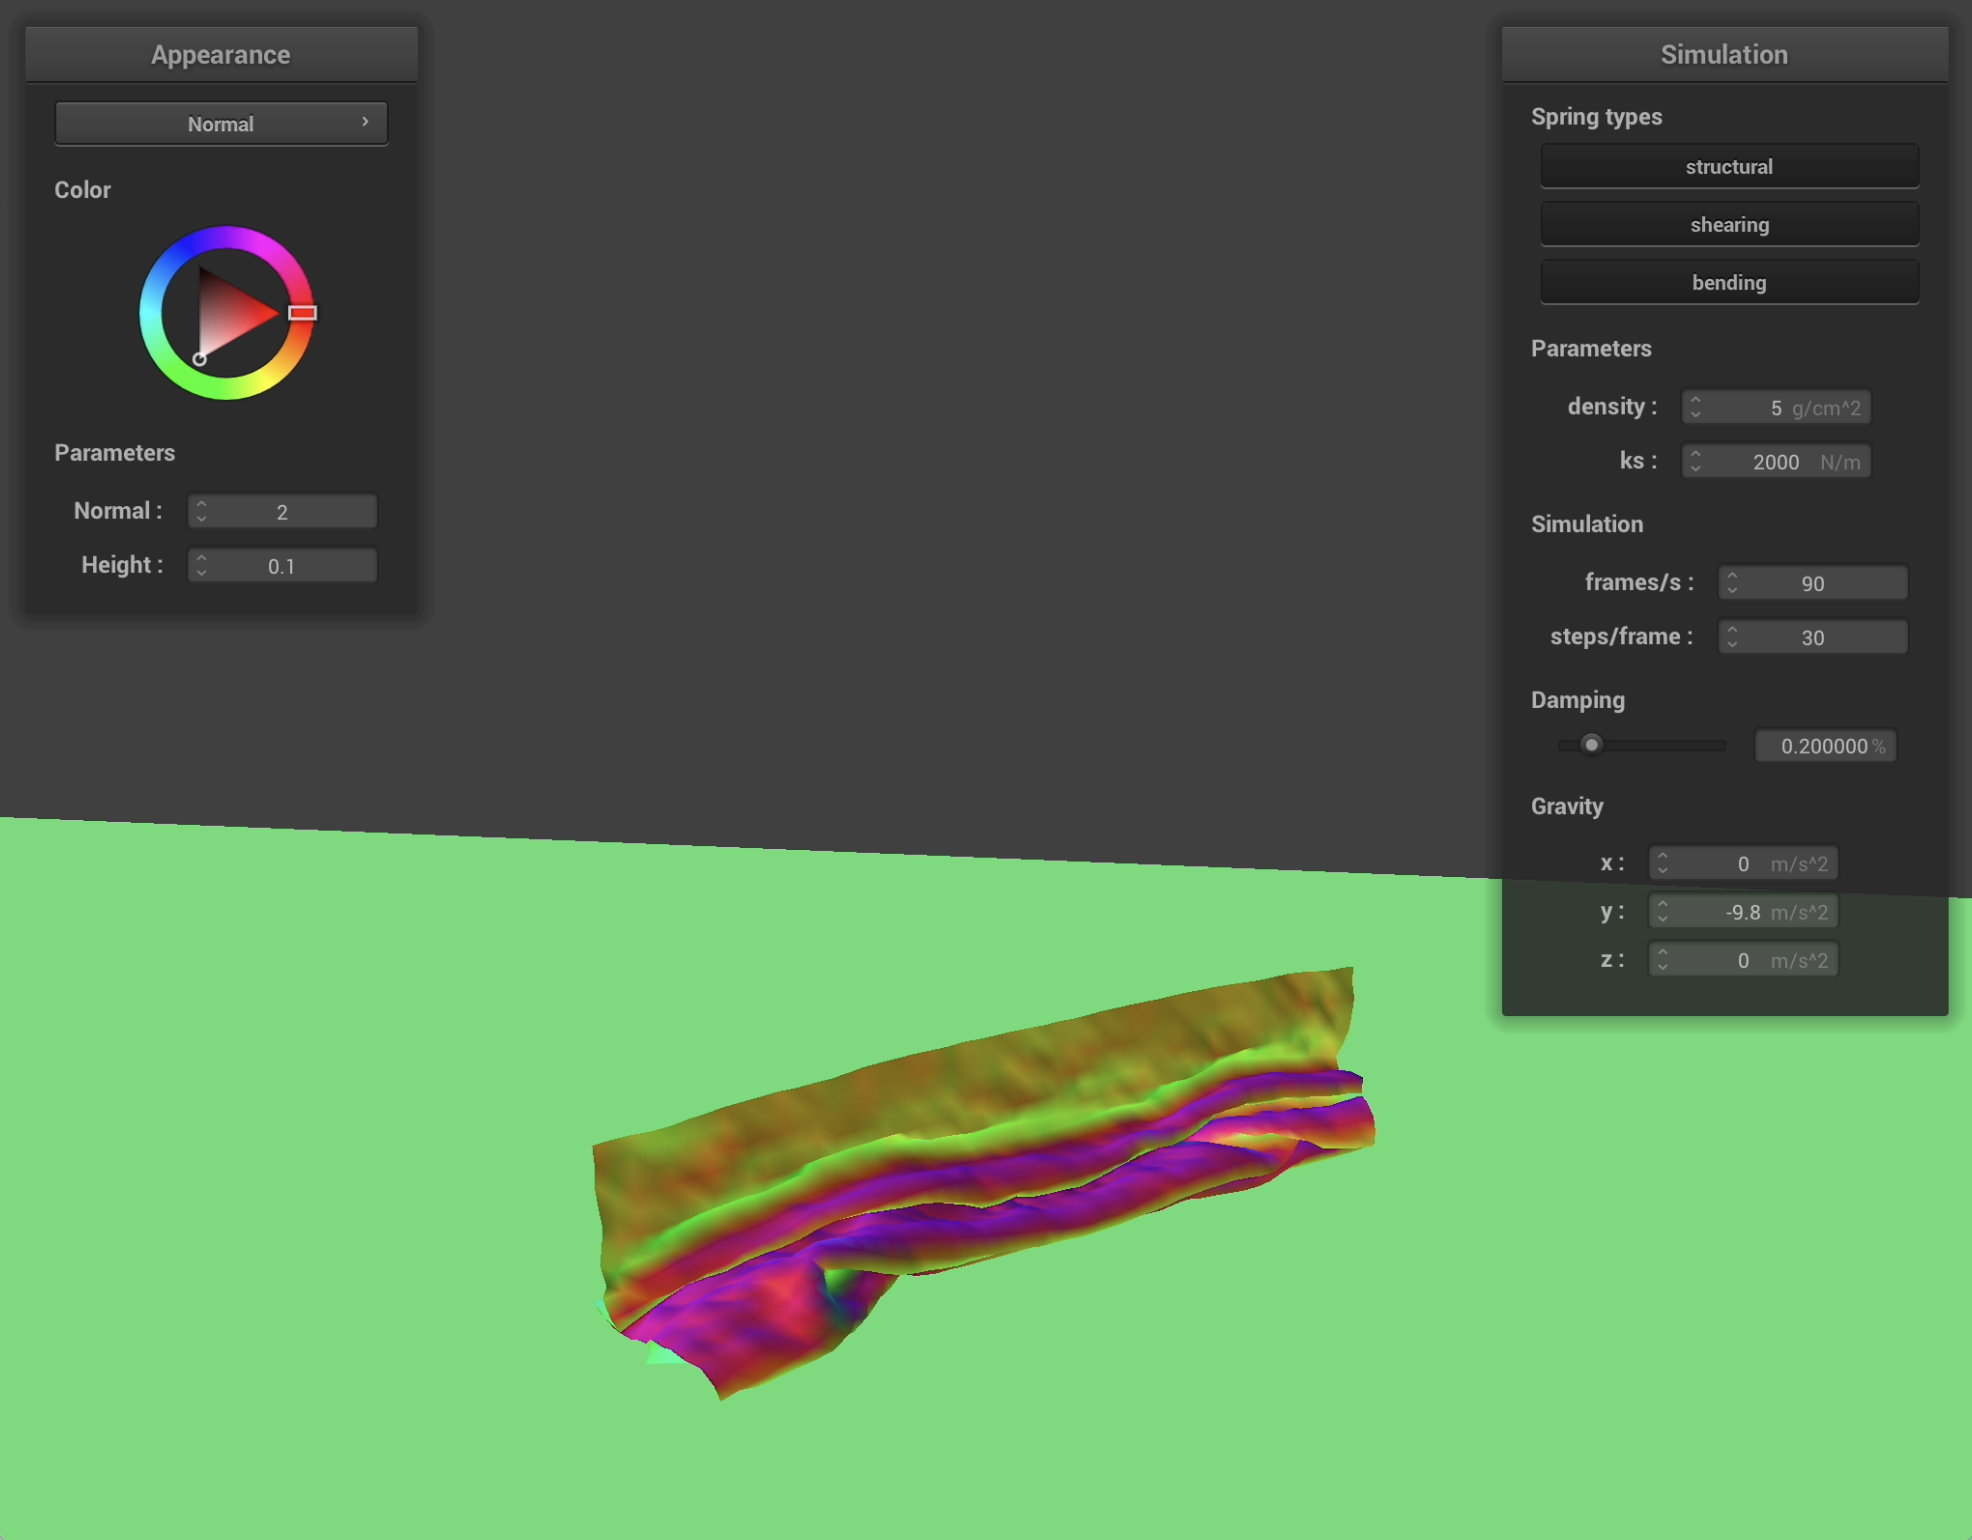 Appearance
Normal
Color
Parameters
Normal : 2
Height : 0.1
Simulation
Spring types
structural
shearing
bending
Parameters
density : 5 g/cm^2
ks : 2000 N/m
Simulation
frames/s : 90
steps/frame : 30
Damping
0.200000 %
Gravity
x : 0 m/s^2
y : -9.8 m/s^2
z : 0 m/s^2